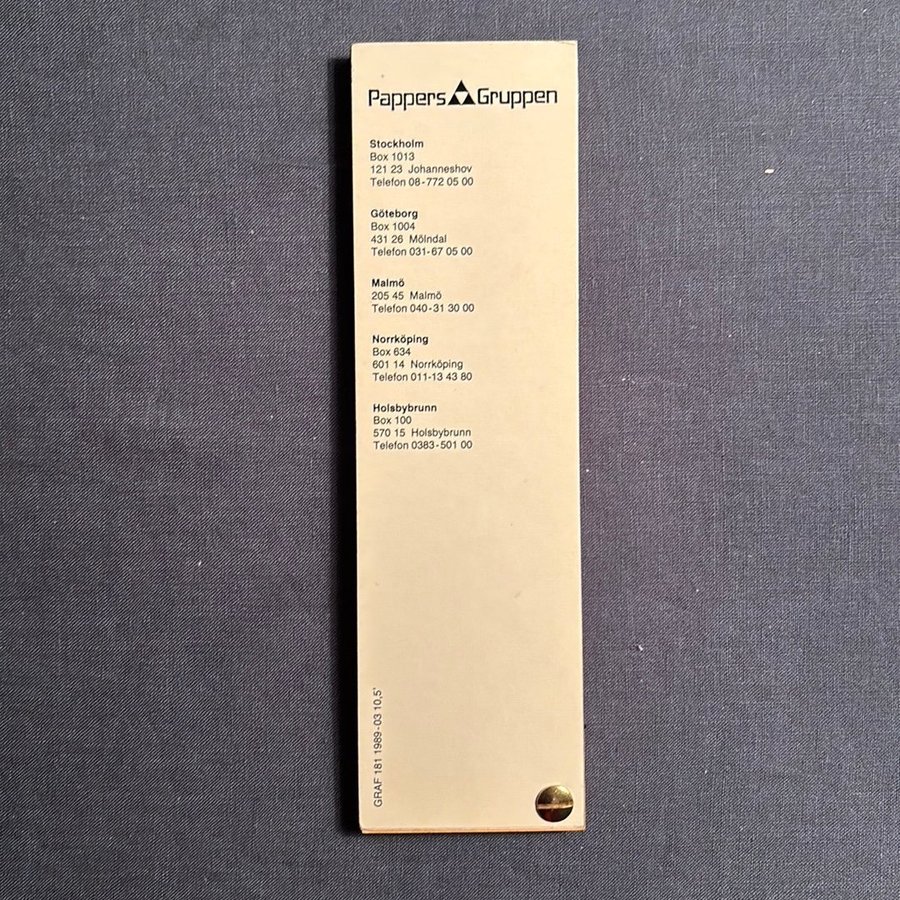 Pappers Gruppen
Stockholm
Box 1013
121 23 Johanneshov
Telefon 08-772 05 00
Göteborg
Box 1004
431 26 Mölndal
Telefon 031-67 05 00
Malmö
205 45 Malmö
Telefon 040-31 30 00
Norrköping
Box 634
601 14 Norrköping
Telefon 011-13 43 80
Holsbybrunn
Box 100
570 15 Holsbybrunn
Telefon 0383-501 00
GRAF 181 1989-03 10,5'